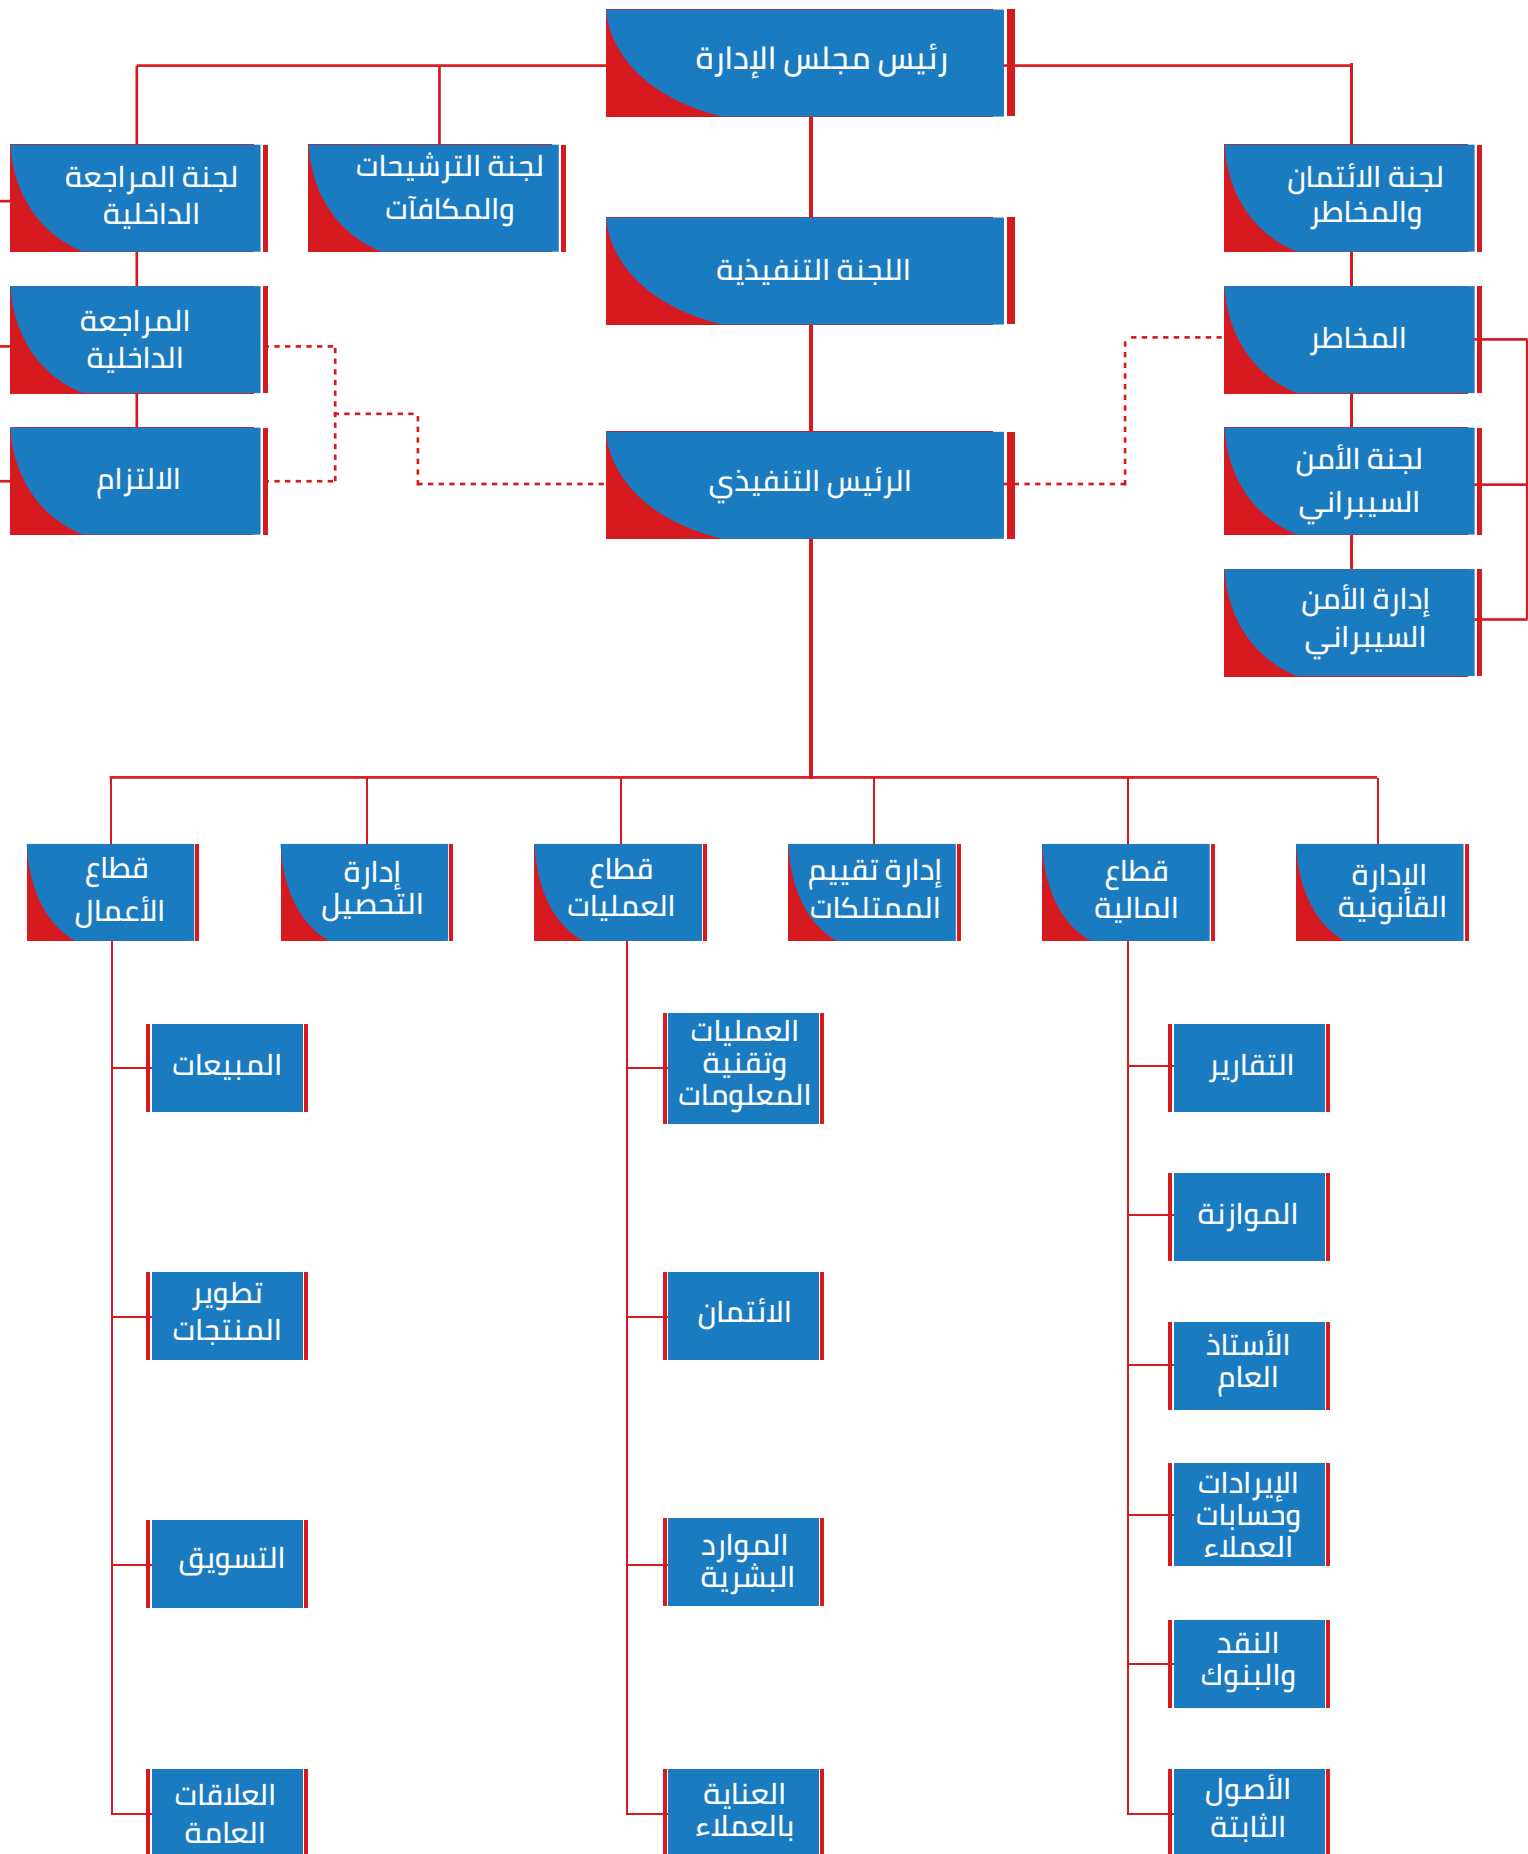 رئيس مجلس الإدارة
لجنة الائتمان
والمخاطر
لجنة الترشيحات
والمكافآت
لجنة المراجعة
الداخلية
اللجنة التنفيذية
المخاطر
المراجعة
الداخلية
الرئيس التنفيذي
لجنة الأمن
السيبراني
الالتزام
إدارة الأمن
السيبراني
الإدارة
القانونية
قطاع
المالية
إدارة تقييم
الممتلكات
قطاع
العمليات
إدارة
التحصيل
قطاع
الأعمال
التقارير
الموازنة
الأستاذ
العام
الإيرادات
وحسابات
العملاء
النقد
والبنوك
الأصول
الثابتة
العمليات
وتقنية
المعلومات
الائتمان
الموارد
البشرية
العناية
بالعملاء
المبيعات
تطوير
المنتجات
التسويق
العلاقات
العامة